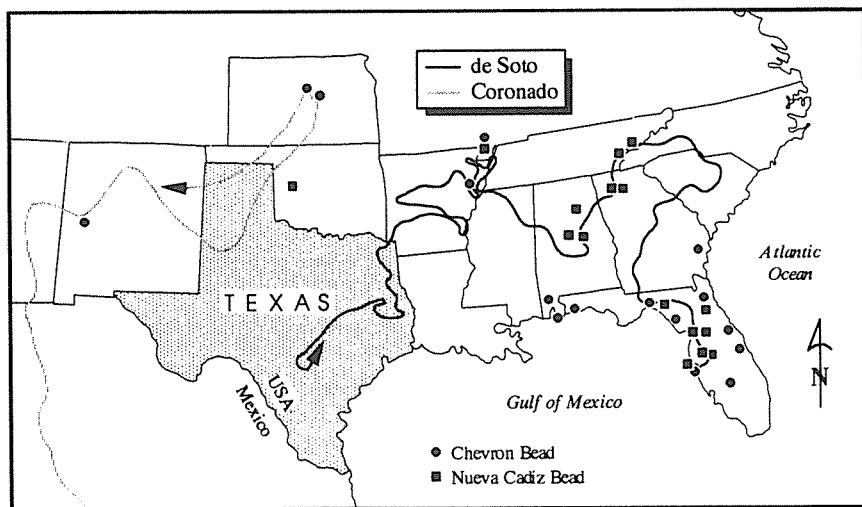 de Soto
Coronado
TEXAS
USA
Mexico
Atlantic
Ocean
N
Gulf of Mexico
Chevron Bead
Nueva Cadiz Bead